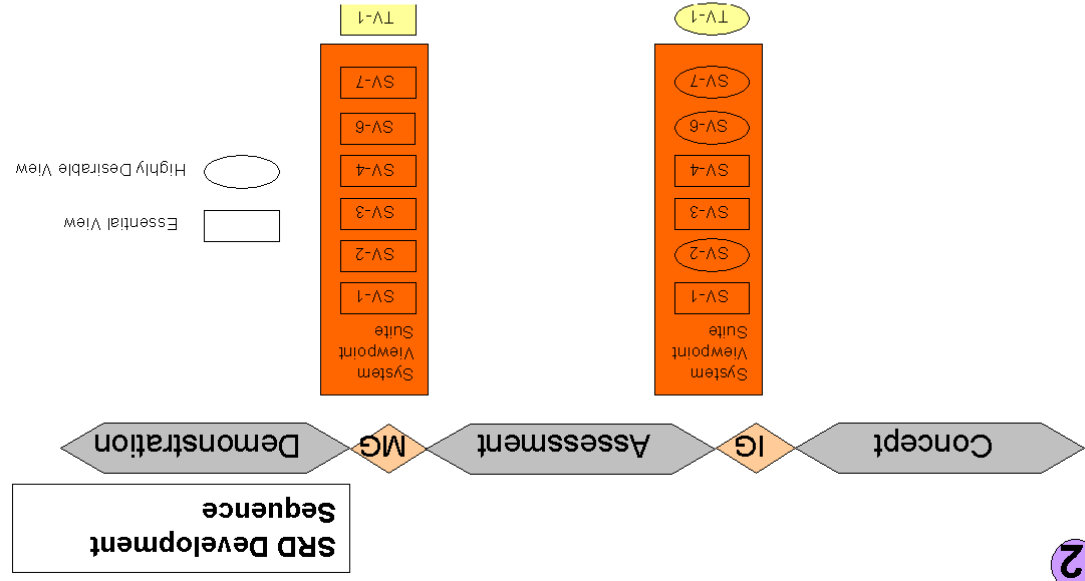 2
SRD Development
Sequence
Concept
IG
Assessment
MG
Demonstration
System
Viewpoint
Suite
SV-1
SV-2
SV-3
SV-4
SV-6
SV-7
TV-1
System
Viewpoint
Suite
SV-1
SV-2
SV-3
SV-4
SV-6
SV-7
TV-1
Essential View
Highly Desirable View